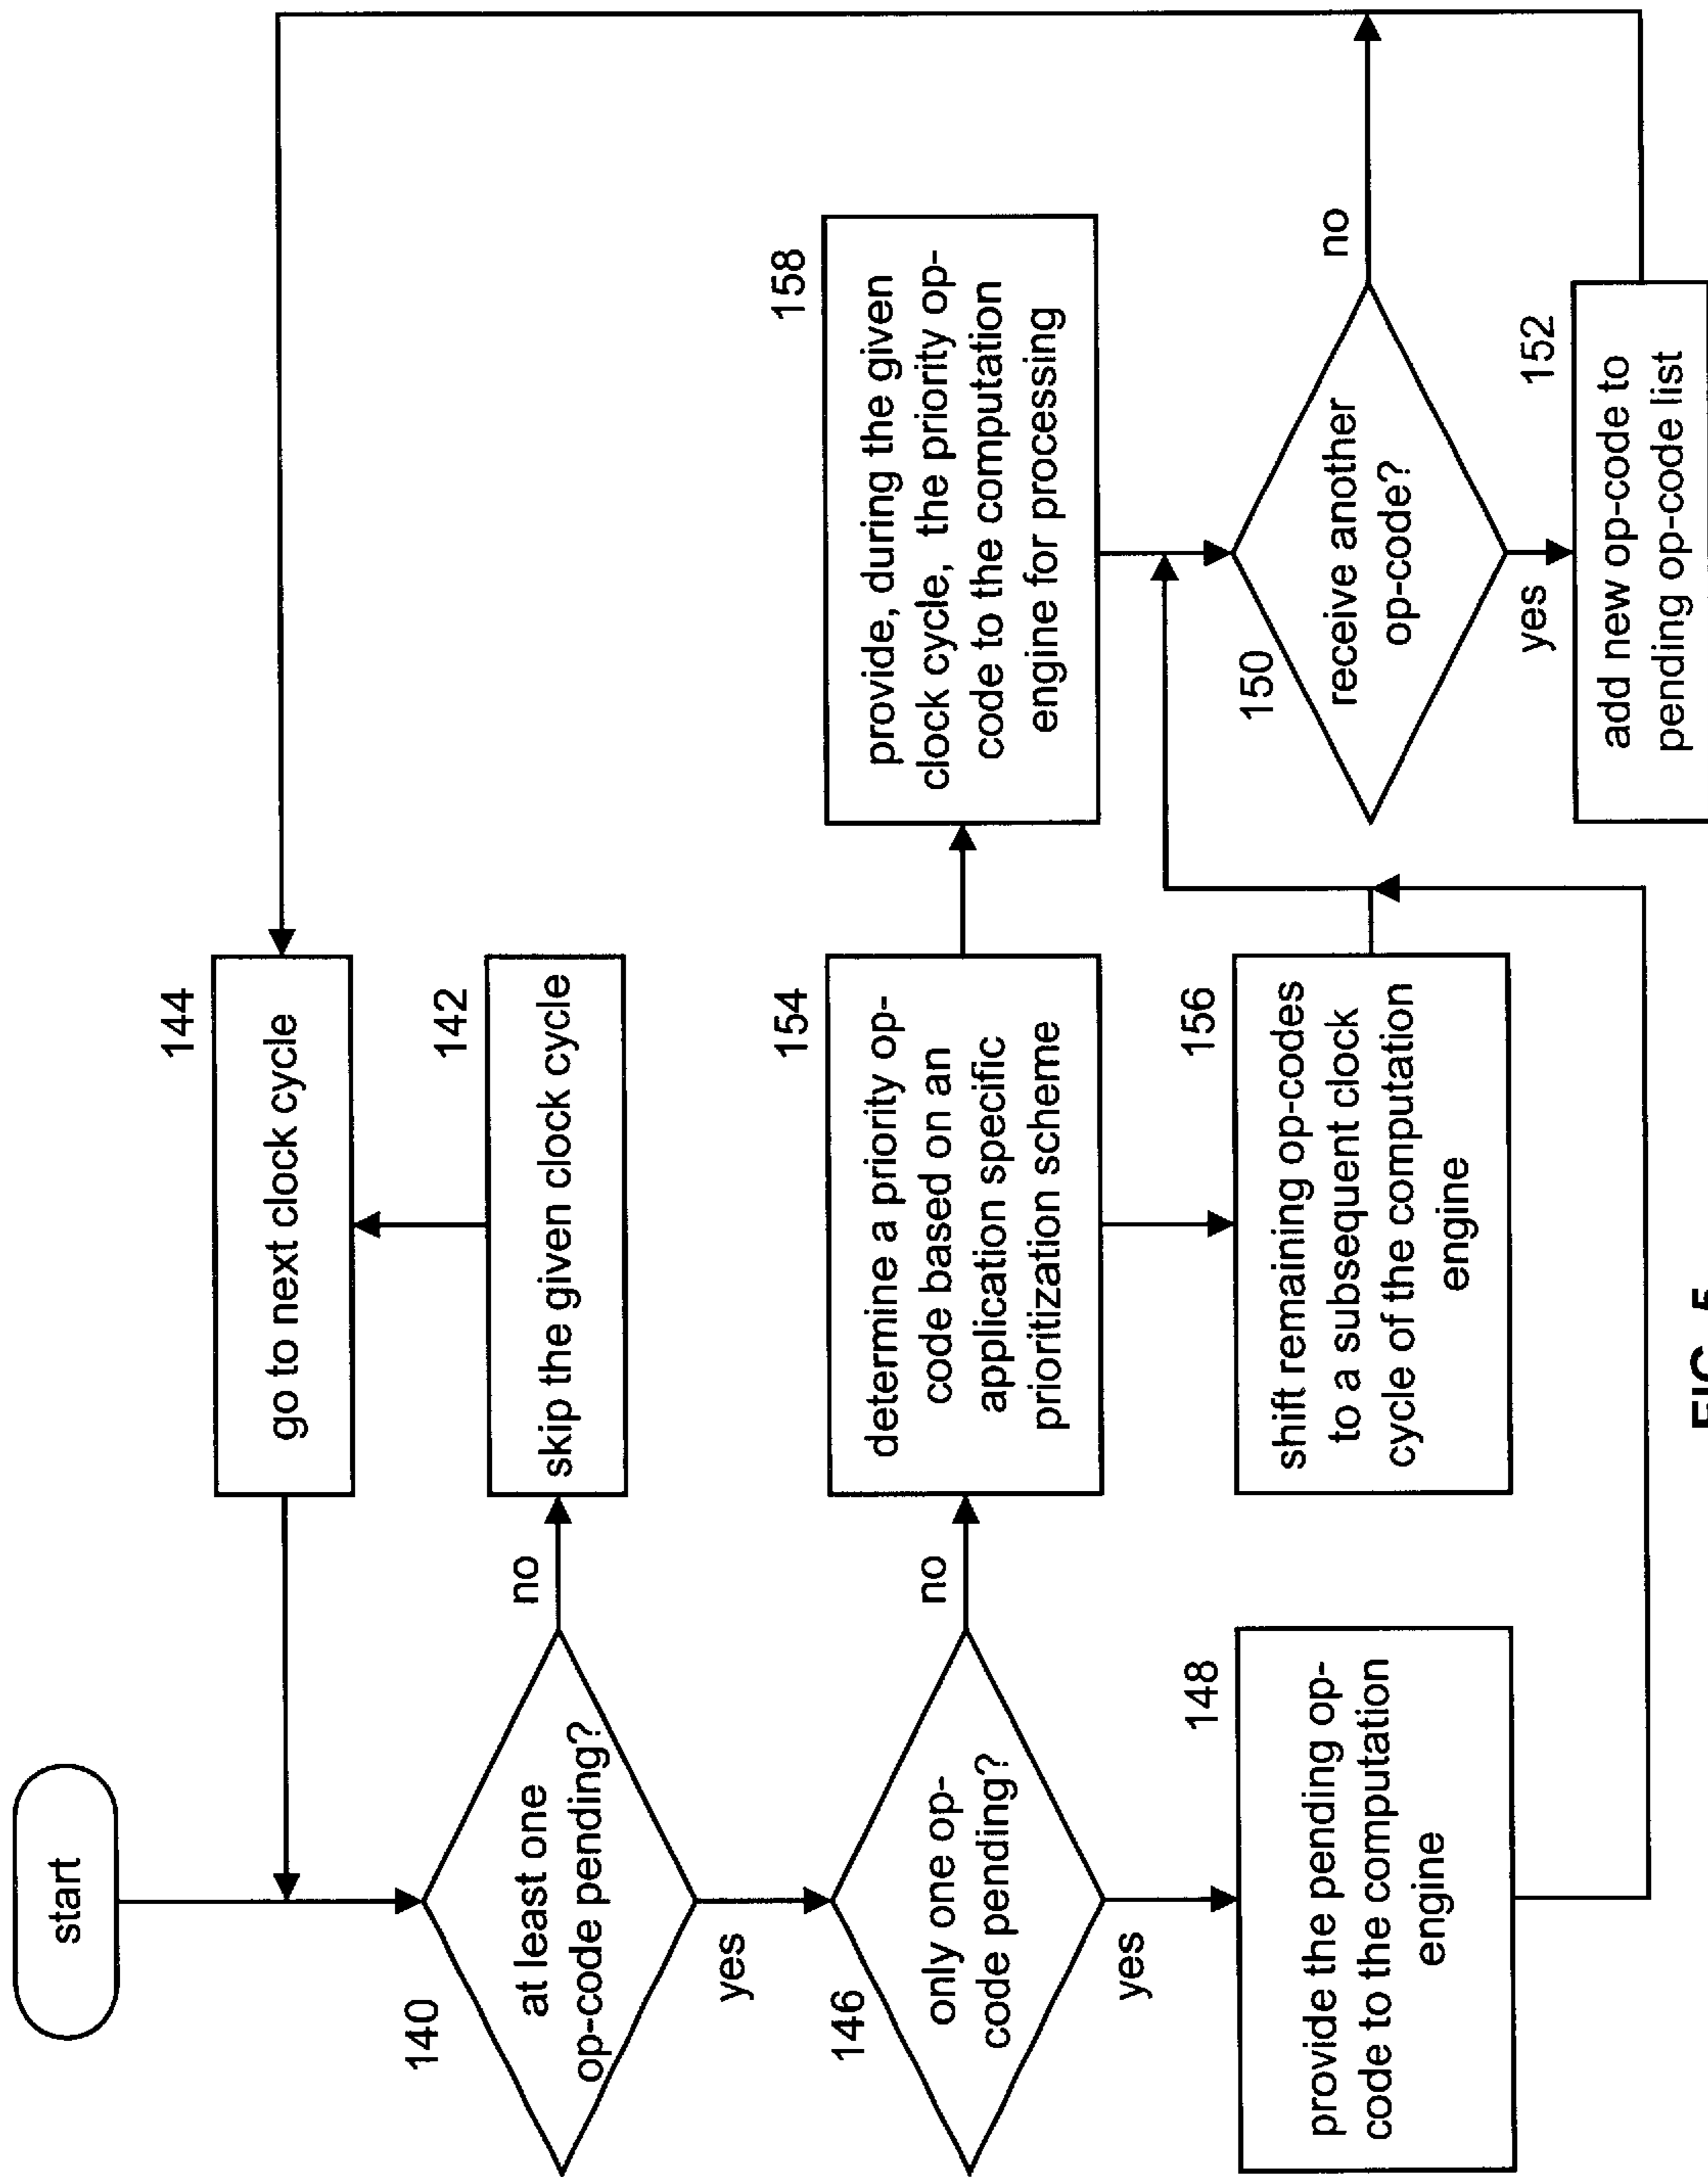 start
140
at least one
op-code pending?
no
yes
144
go to next clock cycle
142
skip the given clock cycle
146
only one op-
code pending?
no
yes
148
provide the pending op-
code to the computation
engine
154
determine a priority op-
code based on an
application specific
prioritization scheme
156
shift remaining op-codes
to a subsequent clock
cycle of the computation
engine
158
provide, during the given
clock cycle, the priority op-
code to the computation
engine for processing
150
receive another
op-code?
no
yes
152
add new op-code to
pending op-code list
FIG. 5